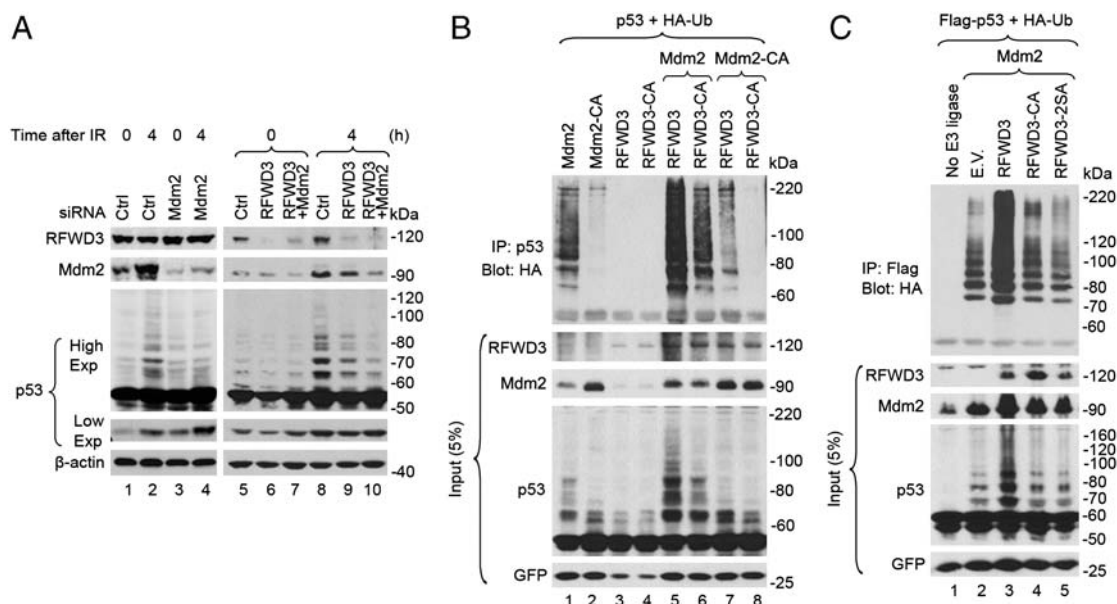 A
Time after IR 0 4 0 4 0 4 (h)
siRNA Ctrl Ctrl Mdm2 Mdm2 Ctrl RFWD3 RFWD3 +Mdm2 Ctrl RFWD3 RFWD3 +Mdm2 kDa
RFWD3 -120
Mdm2 -90
-120
-100
-80
-70
-60
-50
p53 High Exp
Low Exp
β-actin
-40
1 2 3 4 5 6 7 8 9 10
B
p53 + HA-Ub
Mdm2 Mdm2-CA
Mdm2 Mdm2-CA RFWD3 RFWD3-CA RFWD3 RFWD3-CA RFWD3 RFWD3-CA kDa
IP: p53
Blot: HA
-220
-100
-80
-60
Input (5%)
RFWD3 -120
Mdm2 -90
p53
-220
-100
-80
-60
GFP -25
1 2 3 4 5 6 7 8
C
Flag-p53 + HA-Ub
Mdm2
No E3 ligase E.V. RFWD3 RFWD3-CA RFWD3-2SA kDa
IP: Flag
Blot: HA
-220
-120
-100
-80
-70
-60
Input (5%)
RFWD3 -120
Mdm2 -90
p53
-160
-120
-100
-80
-70
-60
-50
GFP -25
1 2 3 4 5